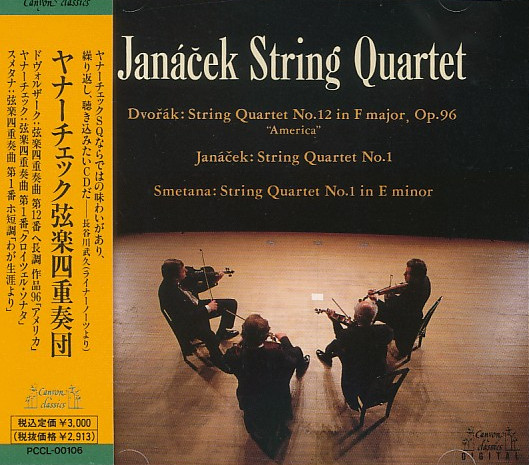 Canyon classics
ヤナーチェックSQならではの味わいがあり、
繰り返し、聴き込みたいCDだ——長谷川武久(ライナーノーツより)
ヤナーチェック弦楽四重奏団
ドヴォルザーク:弦楽四重奏曲 第12番 ヘ長調 作品96「アメリカ」
ヤナーチェック:弦楽四重奏曲 第1番「クロイツェル・ソナタ」
スメタナ:弦楽四重奏曲 第1番 ホ短調「わが生涯より」
Canyon
classics
税込定価¥3,000
(税抜価格¥2,913)
PCCL-00106
Janáček String Quartet
Dvořák: String Quartet No.12 in F major, Op.96
“America”
Janáček: String Quartet No.1
Smetana: String Quartet No.1 in E minor
Canyon
classics
DIGITAL